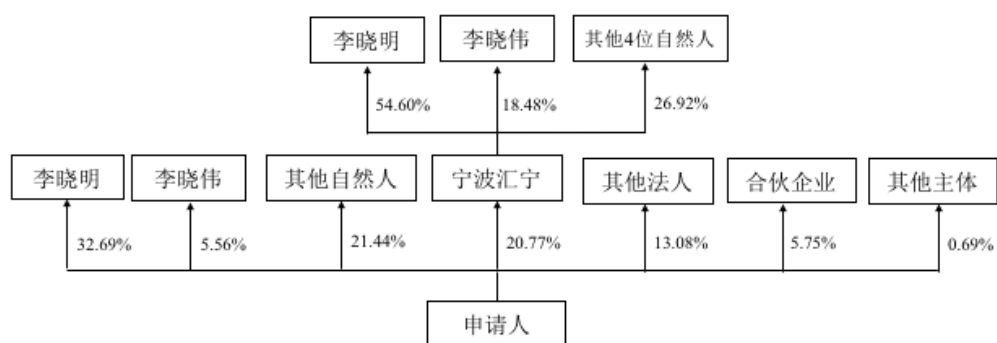 李晓明
李晓伟
其他4位自然人
54.60%
18.48%
26.92%
李晓明
李晓伟
其他自然人
宁波汇宁
其他法人
合伙企业
其他主体
32.69%
5.56%
21.44%
20.77%
13.08%
5.75%
0.69%
申请人